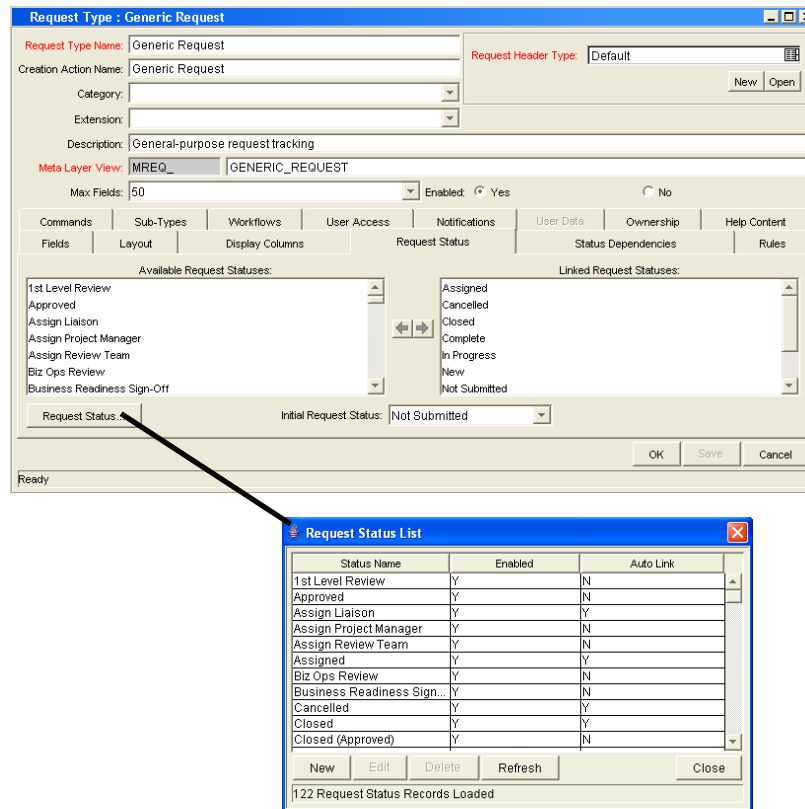 Request Type : Generic Request
Request Type Name: Generic Request
Request Header Type: Default
Creation Action Name: Generic Request
New Open
Category:
Extension:
Description: General-purpose request tracking
Meta Layer View: MREQ_ GENERIC_REQUEST
Max Fields: 50 Enabled: Yes No
Commands Sub-Types Workflows User Access Notifications User Data Ownership Help Content
Fields Layout Display Columns Request Status Status Dependencies Rules
Available Request Statuses: Linked Request Statuses:
1st Level Review Assigned
Approved Cancelled
Assign Liaison Closed
Assign Project Manager Complete
Assign Review Team In Progress
Biz Ops Review New
Business Readiness Sign-Off Not Submitted
Request Status... Initial Request Status: Not Submitted
OK Save Cancel
Ready
Request Status List
Status Name Enabled Auto Link
1st Level Review Y N
Approved Y N
Assign Liaison Y Y
Assign Project Manager Y N
Assign Review Team Y N
Assigned Y Y
Biz Ops Review Y N
Business Readiness Sign... Y N
Cancelled Y Y
Closed Y Y
Closed (Approved) Y N
New Edit Delete Refresh Close
122 Request Status Records Loaded